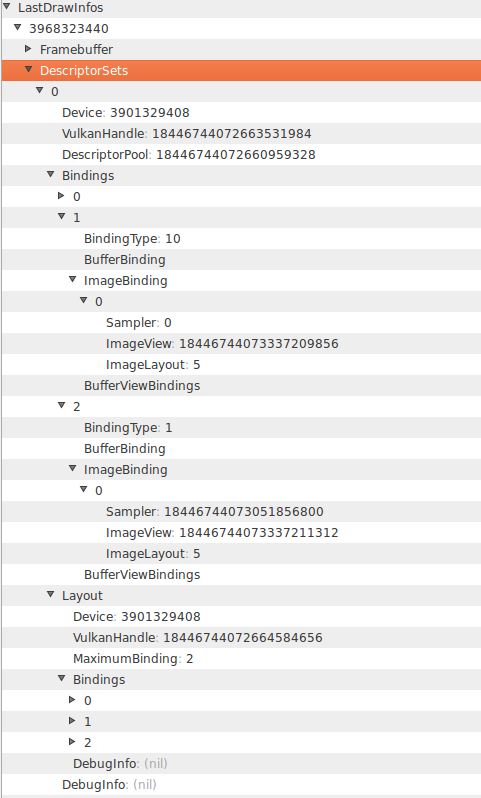 LastDrawInfos
3968323440
Framebuffer
DescriptorSets
0
Device: 3901329408
VulkanHandle: 18446744072663531984
DescriptorPool: 18446744072660959328
Bindings
0
1
BindingType: 10
BufferBinding
ImageBinding
0
Sampler: 0
ImageView: 18446744073337209856
ImageLayout: 5
BufferViewBindings
2
BindingType: 1
BufferBinding
ImageBinding
0
Sampler: 18446744073051856800
ImageView: 18446744073337211312
ImageLayout: 5
BufferViewBindings
Layout
Device: 3901329408
VulkanHandle: 18446744072664584656
MaximumBinding: 2
Bindings
0
1
2
DebugInfo: (nil)
DebugInfo: (nil)